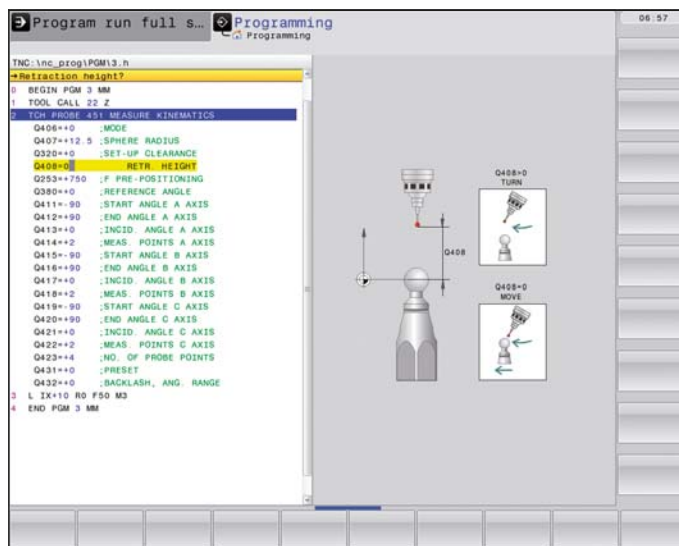 Program run full s...
Programming
Programming
06:57
TNC:\nc_prog\PGM\3.h
→Retraction height?
0 BEGIN PGM 3 MM
1 TOOL CALL 22 Z
2 TCH PROBE 451 MEASURE KINEMATICS
Q406=+0 ;MODE
Q407=+12.5 ;SPHERE RADIUS
Q320=+0 ;SET-UP CLEARANCE
Q408=0 RETR. HEIGHT
Q253=+750 ;F PRE-POSITIONING
Q380=+0 ;REFERENCE ANGLE
Q411=-90 ;START ANGLE A AXIS
Q412=+90 ;END ANGLE A AXIS
Q413=+0 ;INCID. ANGLE A AXIS
Q414=+2 ;MEAS. POINTS A AXIS
Q415=-90 ;START ANGLE B AXIS
Q416=+90 ;END ANGLE B AXIS
Q417=+0 ;INCID. ANGLE B AXIS
Q418=+2 ;MEAS. POINTS B AXIS
Q419=-90 ;START ANGLE C AXIS
Q420=+90 ;END ANGLE C AXIS
Q421=+0 ;INCID. ANGLE C AXIS
Q422=+2 ;MEAS. POINTS C AXIS
Q423=+4 ;NO. OF PROBE POINTS
Q431=+0 ;PRESET
Q432=+0 ;BACKLASH, ANG. RANGE
3 L IX+10 R0 F50 M3
4 END PGM 3 MM
Q408
Q408>0
TURN
Q408=0
MOVE